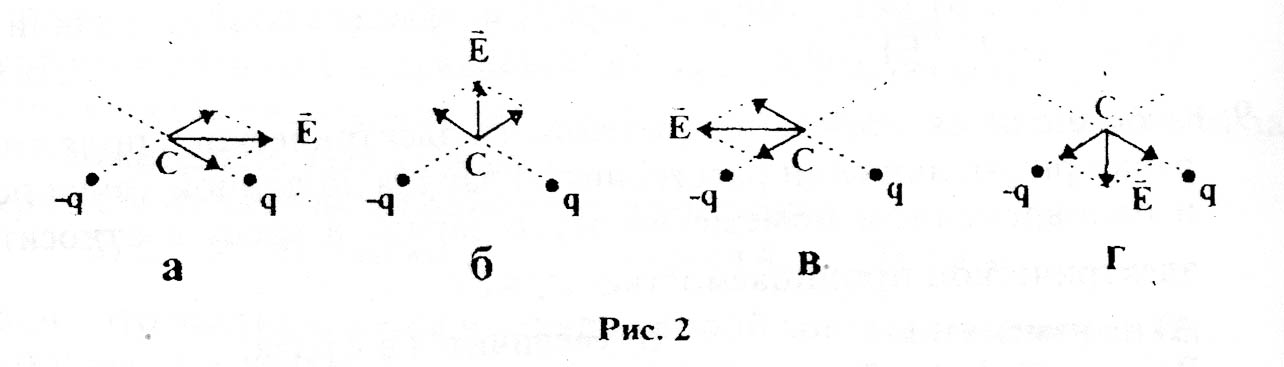 E⃗ E⃗ E⃗ C E⃗
C C C
-q q -q q -q q -q q
а б в г
Рис. 2